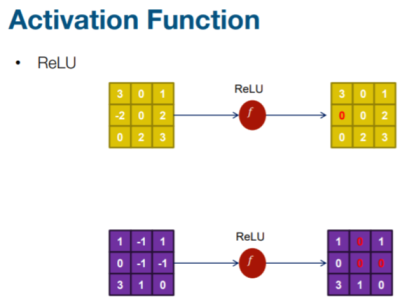 Activation Function
• ReLU
ReLU
3 0 1
-2 0 2
0 2 3
f
3 0 1
0 0 2
0 2 3
ReLU
1 -1 1
0 -1 -1
3 1 0
f
1 0 1
0 0 0
3 1 0